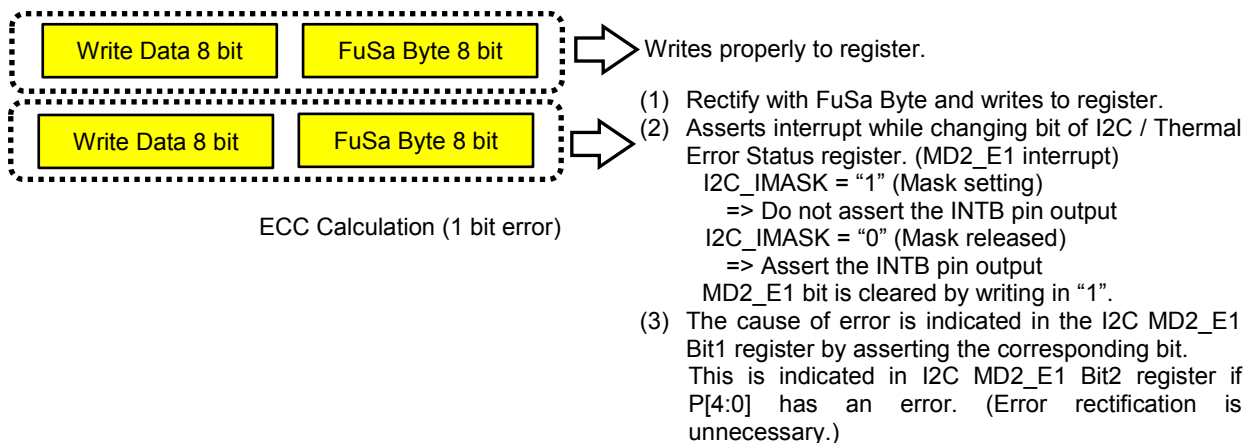 Write Data 8 bit FuSa Byte 8 bit Writes properly to register.
(1) Rectify with FuSa Byte and writes to register.
Write Data 8 bit FuSa Byte 8 bit (2) Asserts interrupt while changing bit of I2C / Thermal
Error Status register. (MD2_E1 interrupt)
I2C_IMASK = “1” (Mask setting)
=> Do not assert the INTB pin output
ECC Calculation (1 bit error)
I2C_IMASK = “0” (Mask released)
=> Assert the INTB pin output
MD2_E1 bit is cleared by writing in “1”.
(3) The cause of error is indicated in the I2C MD2_E1
Bit1 register by asserting the corresponding bit.
This is indicated in I2C MD2_E1 Bit2 register if
P[4:0] has an error. (Error rectification is
unnecessary.)